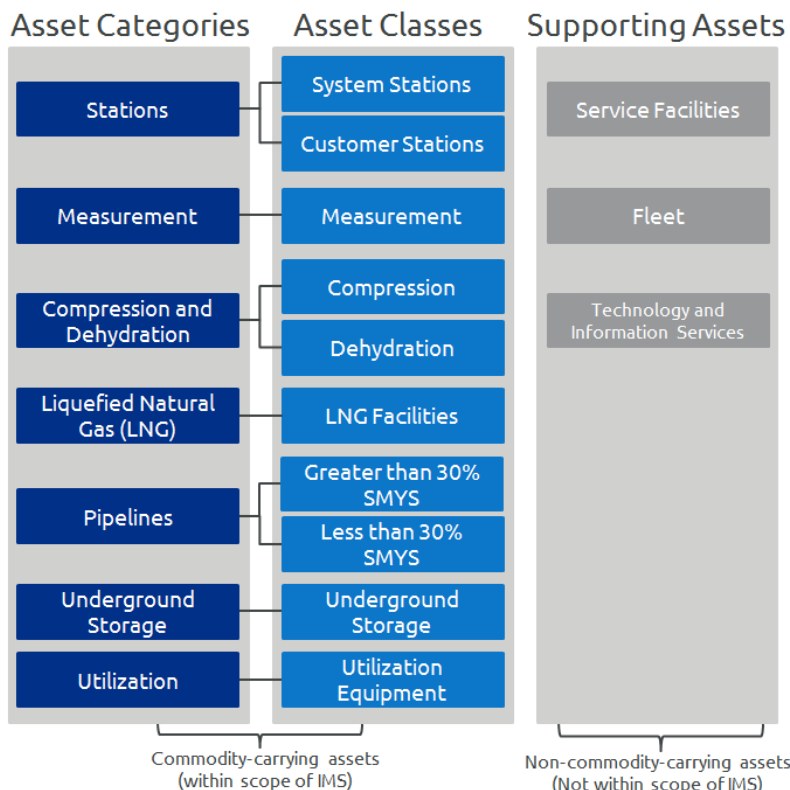 Asset Categories
Asset Classes
Supporting Assets
Stations
System Stations
Customer Stations
Service Facilities
Measurement
Measurement
Fleet
Compression and
Dehydration
Compression
Dehydration
Technology and
Information Services
Liquefied Natural
Gas (LNG)
LNG Facilities
Pipelines
Greater than 30%
SMYS
Less than 30%
SMYS
Underground
Storage
Underground
Storage
Utilization
Utilization
Equipment
Commodity-carrying assets
(within scope of IMS)
Non-commodity-carrying assets
(Not within scope of IMS)